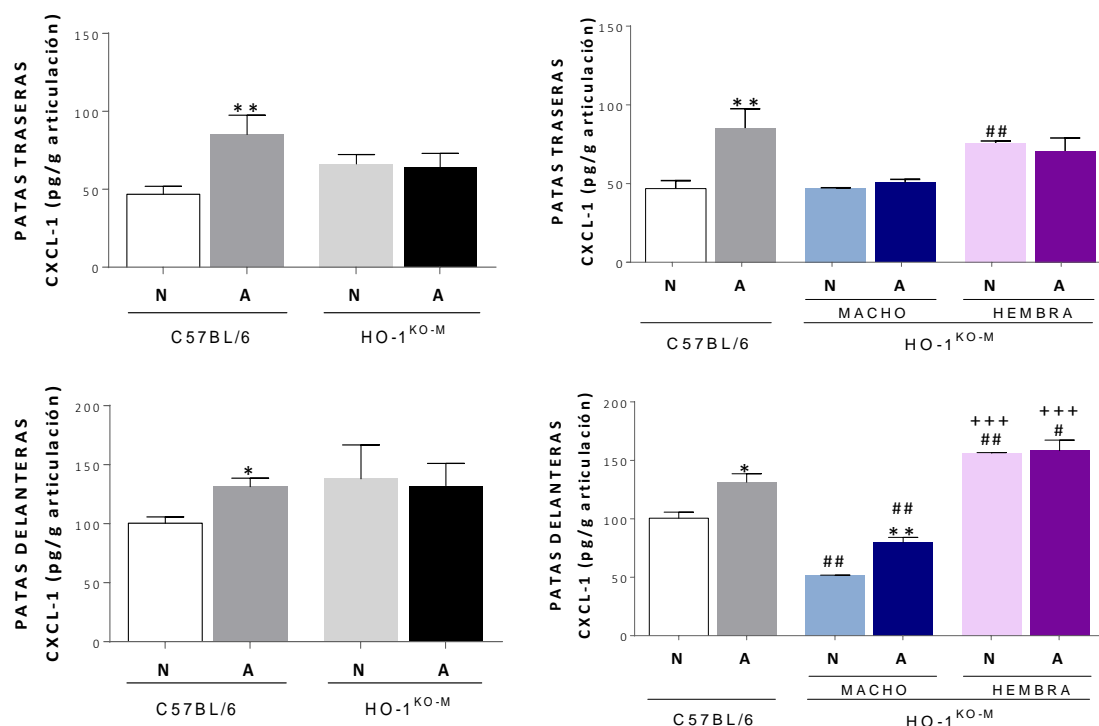 PATAS TRASERAS
CXCL-1 (pg/g articulación)
150
100
50
0
**
N A N A
C57BL/6 HO-1KO-M
PATAS TRASERAS
CXCL-1 (pg/g articulación)
150
100
50
0
**
##
N A N A N A
MACHO HEMBRA
C57BL/6 HO-1KO-M
PATAS DELANTERAS
CXCL-1 (pg/g articulación)
200
150
100
50
0
*
N A N A
C57BL/6 HO-1KO-M
PATAS DELANTERAS
CXCL-1 (pg/g articulación)
200
150
100
50
0
*
##
##
**
+++
##
+++
#
N A N A N A
MACHO HEMBRA
C57BL/6 HO-1KO-M